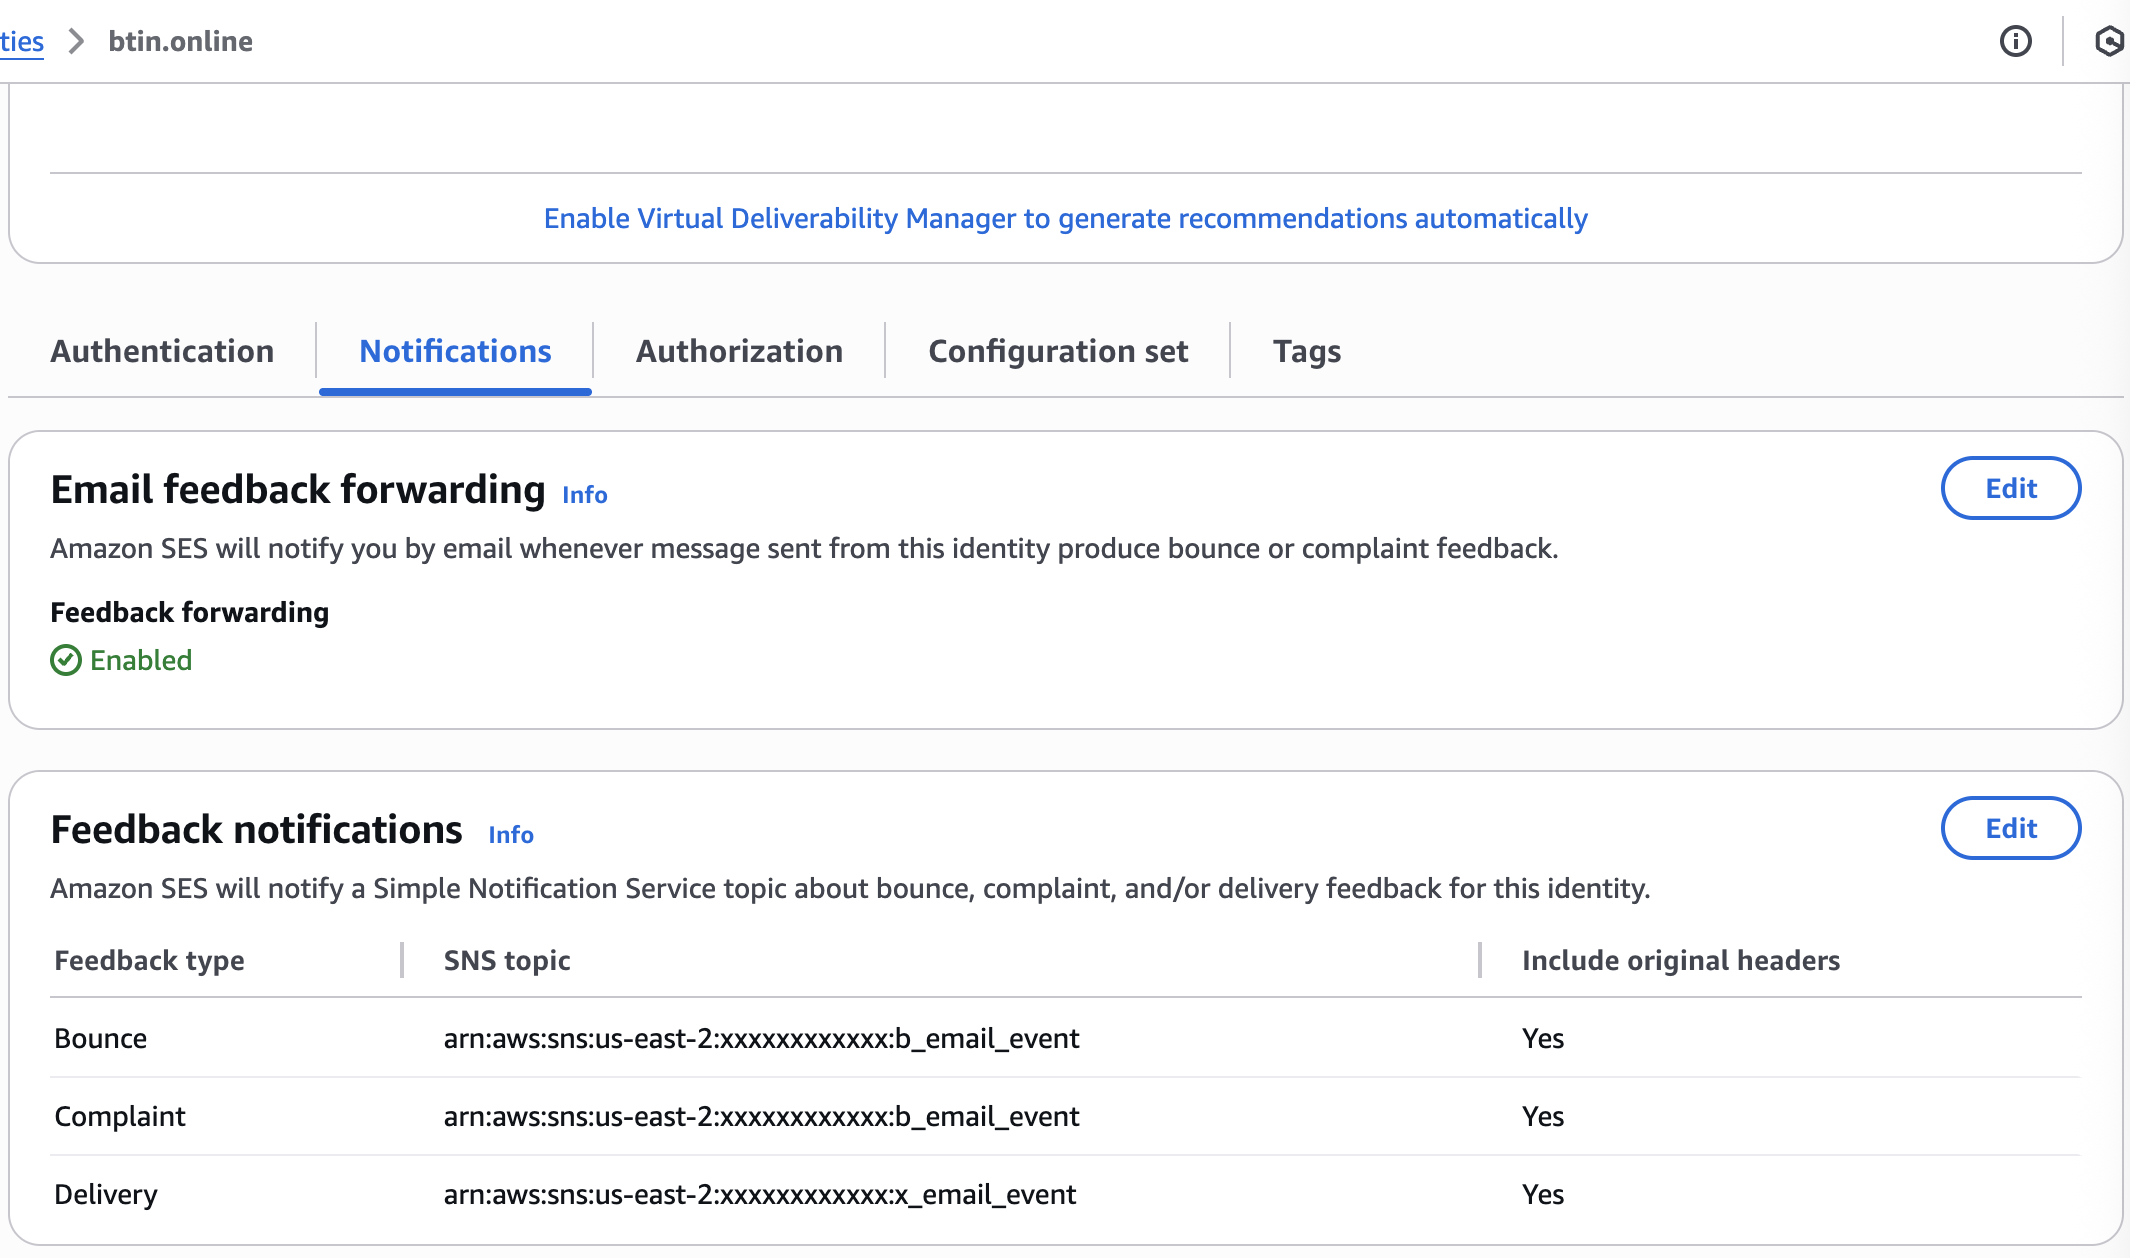 ties > btin.online
Enable Virtual Deliverability Manager to generate recommendations automatically
Authentication Notifications Authorization Configuration set Tags
Email feedback forwarding Info
Edit
Amazon SES will notify you by email whenever message sent from this identity produce bounce or complaint feedback.
Feedback forwarding
Enabled
Feedback notifications Info
Edit
Amazon SES will notify a Simple Notification Service topic about bounce, complaint, and/or delivery feedback for this identity.
Feedback type SNS topic Include original headers
Bounce arn:aws:sns:us-east-2:xxxxxxxxxxxx:b_email_event Yes
Complaint arn:aws:sns:us-east-2:xxxxxxxxxxxx:b_email_event Yes
Delivery arn:aws:sns:us-east-2:xxxxxxxxxxxx:x_email_event Yes